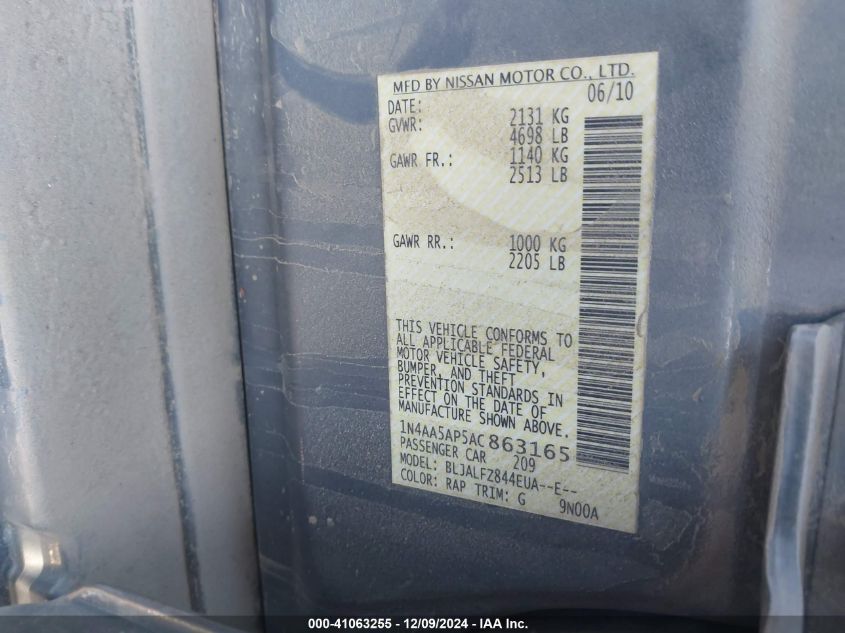 MFD BY NISSAN MOTOR CO., LTD.
DATE: 06/10
GVWR: 2131 KG
4698 LB
GAWR FR.: 1140 KG
2513 LB
GAWR RR.: 1000 KG
2205 LB
THIS VEHICLE CONFORMS TO
ALL APPLICABLE FEDERAL
MOTOR VEHICLE SAFETY,
BUMPER, AND THEFT
PREVENTION STANDARDS IN
EFFECT ON THE DATE OF
MANUFACTURE SHOWN ABOVE.
1N4AA5AP5AC863165
PASSENGER CAR 209
MODEL: BLJALFZ844EUA--E--
COLOR: RAP TRIM: G 9N00A
000-41063255 - 12/09/2024 - IAA Inc.